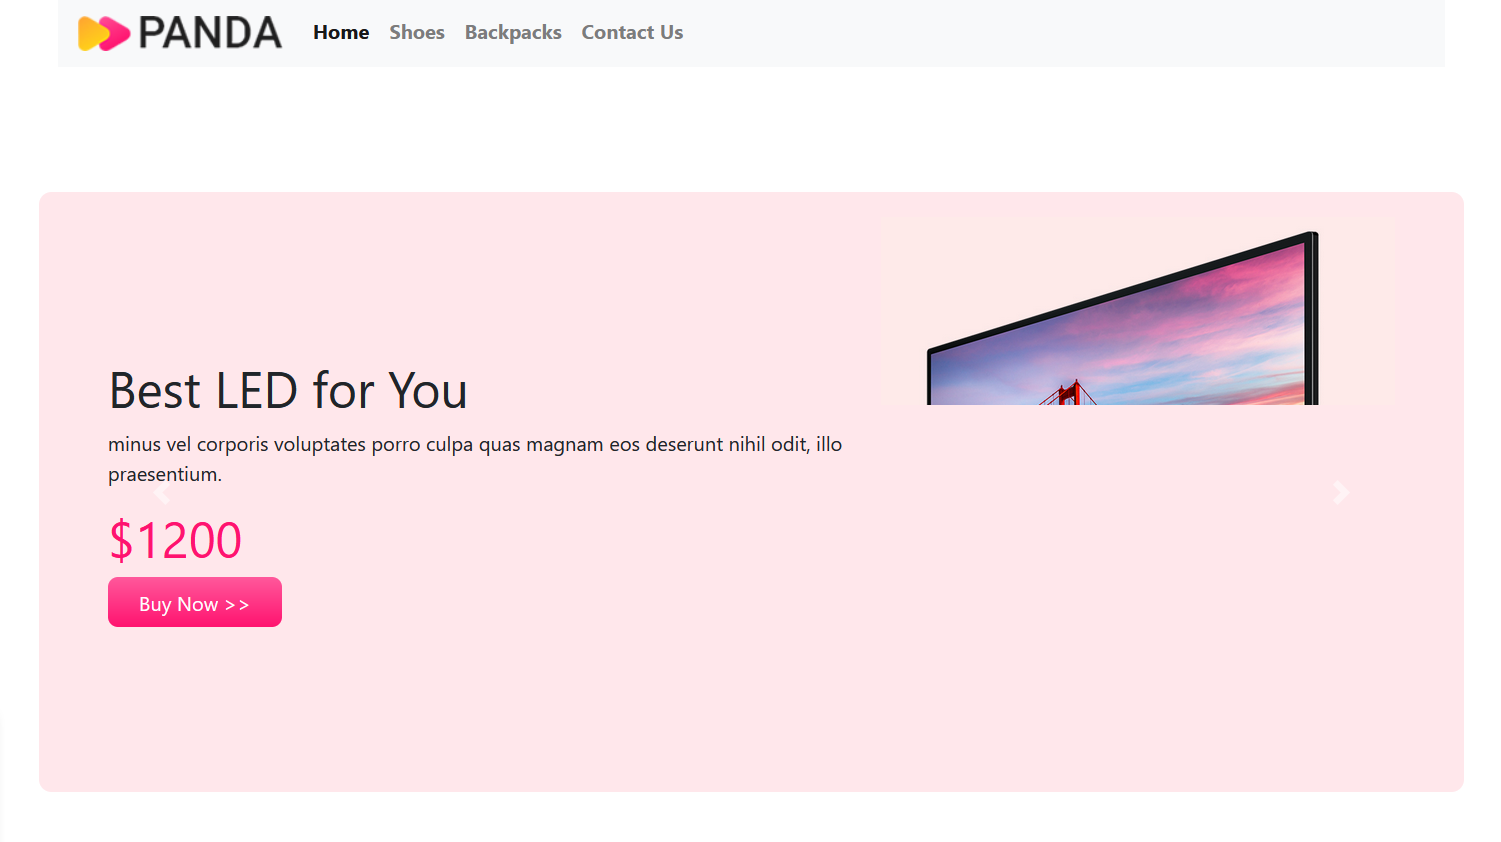 PANDA Home Shoes Backpacks Contact Us
Best LED for You
minus vel corporis voluptates porro culpa quas magnam eos deserunt nihil odit, illo
praesentium.
$1200
Buy Now >>